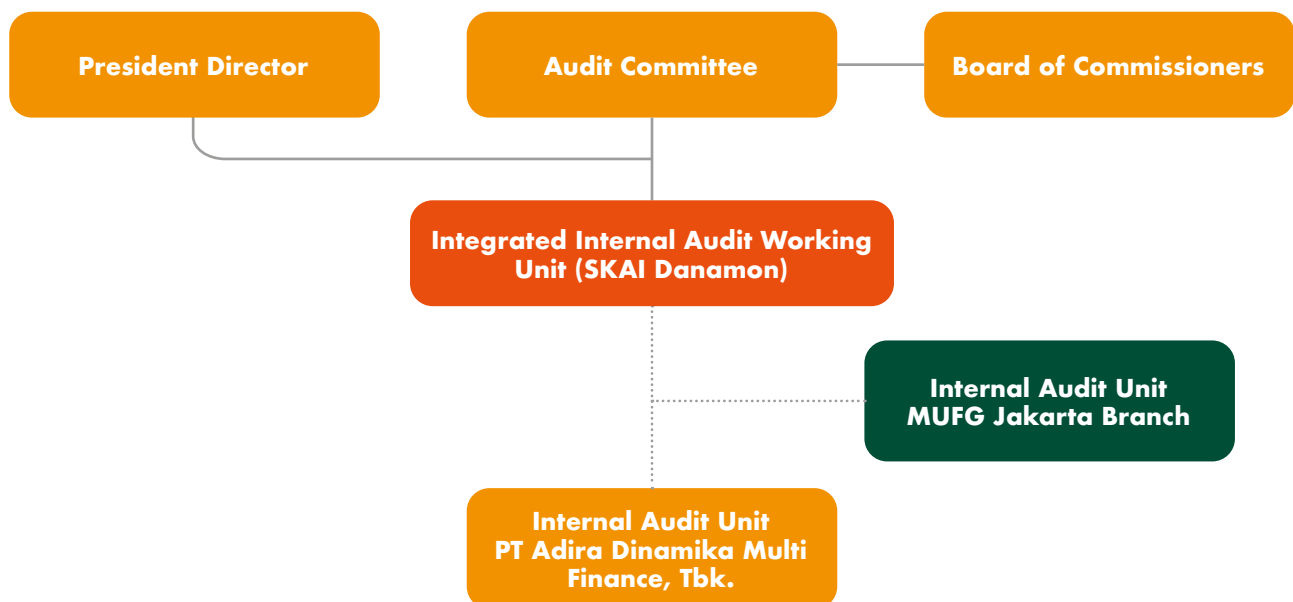 President Director
Audit Committee
Board of Commissioners
Integrated Internal Audit Working
Unit (SKAI Danamon)
Internal Audit Unit
MUFG Jakarta Branch
Internal Audit Unit
PT Adira Dinamika Multi
Finance, Tbk.